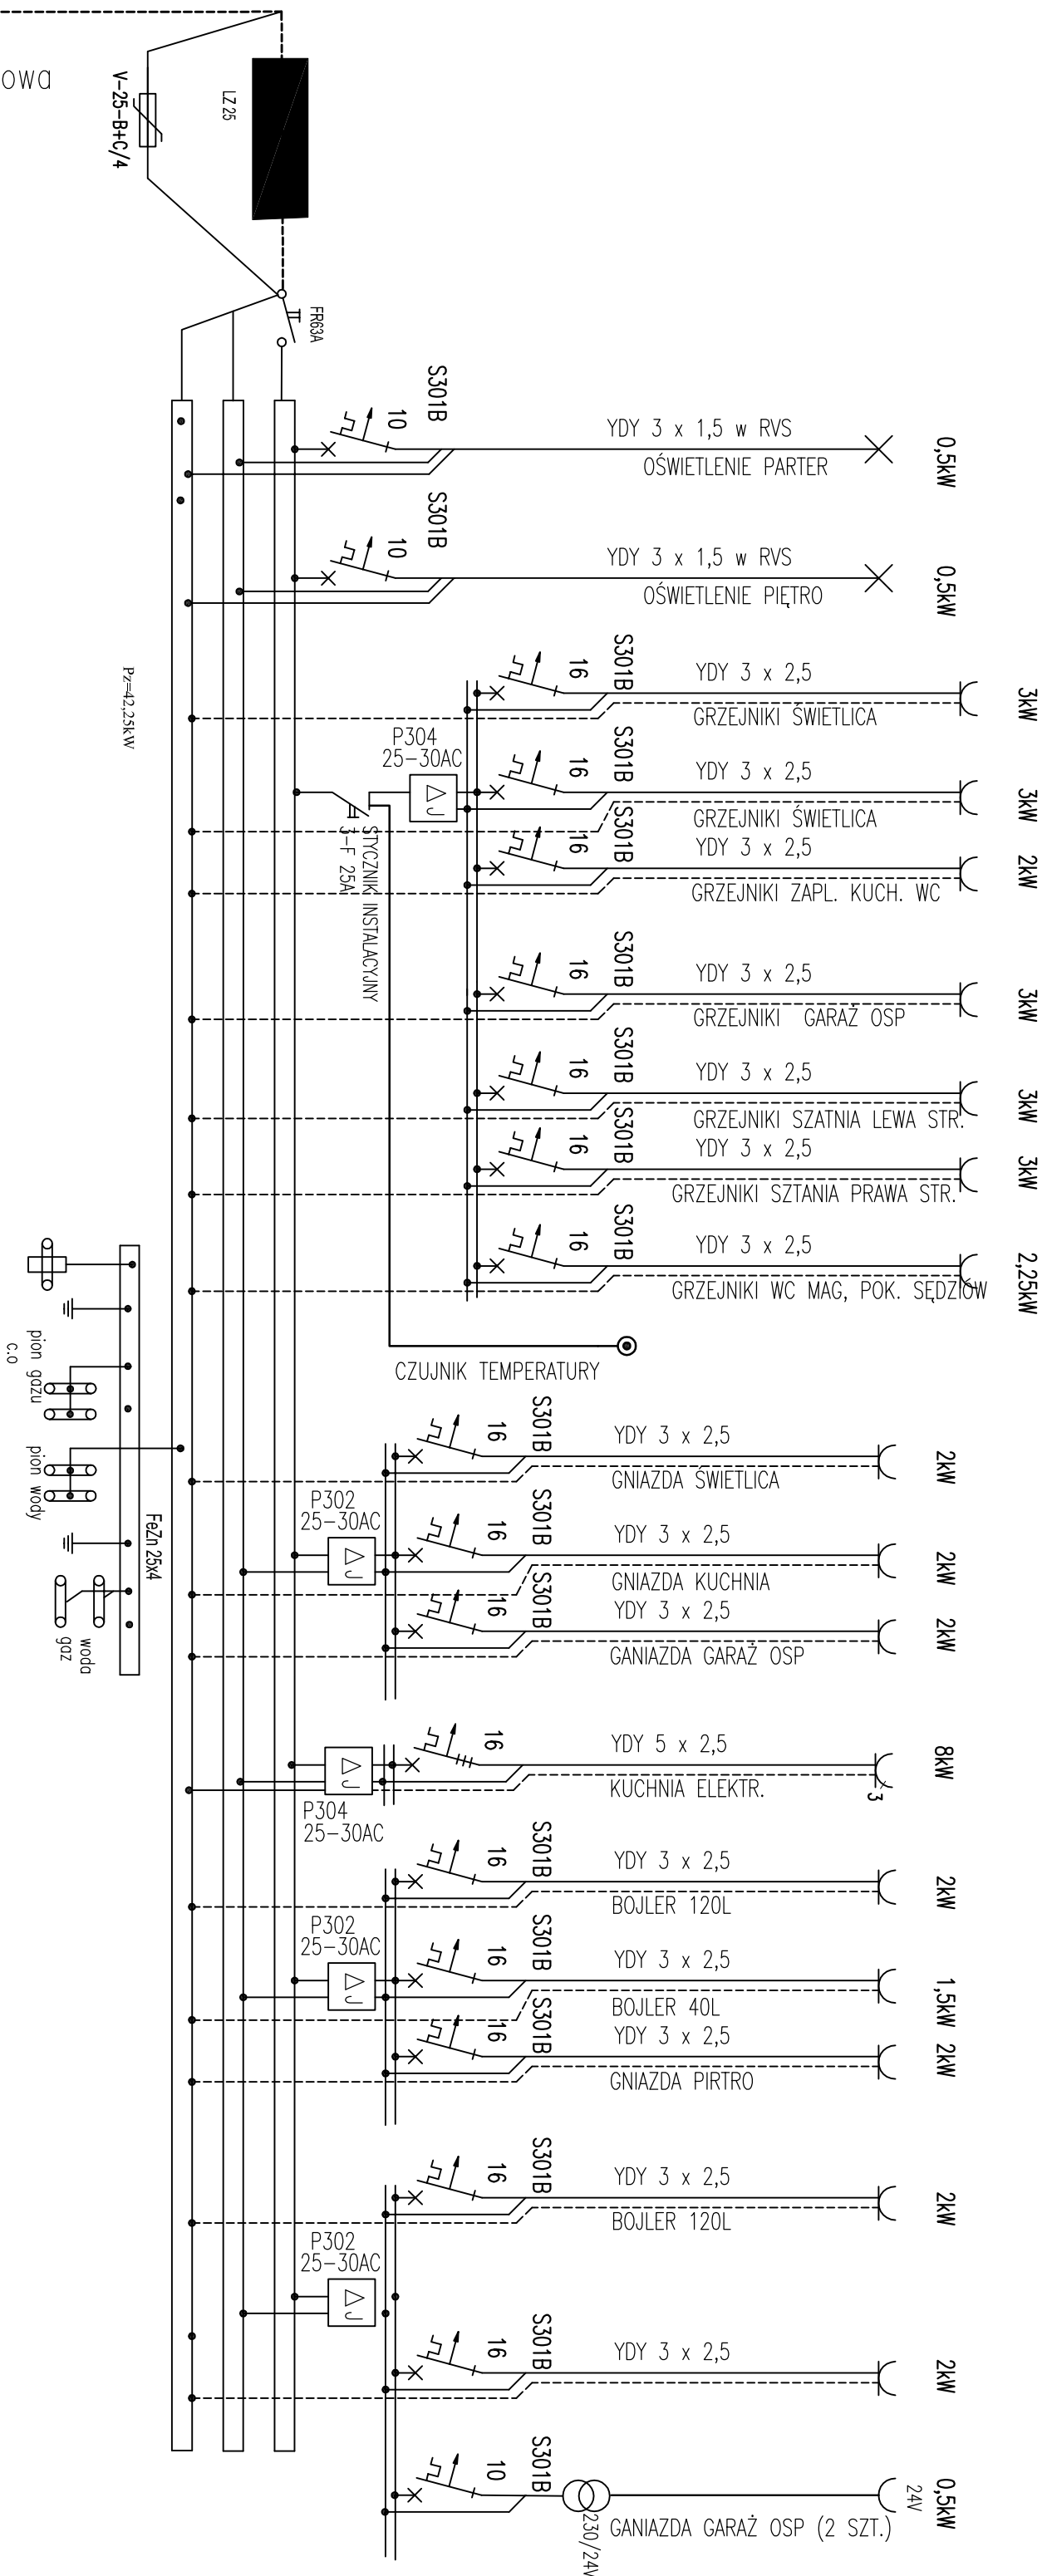 owa
V-25-B+C/4
LZ 25
FR63A
Pz=42,25kW
S301B
10
YDY 3 x 1,5 w RVS
OŚWIETLENIE PARTER
0,5kW
S301B
10
YDY 3 x 1,5 w RVS
OŚWIETLENIE PIĘTRO
0,5kW
S301B
16
YDY 3 x 2,5
GRZEJNIKI ŚWIETLICA
3kW
P304
25-30AC
S301B
16
YDY 3 x 2,5
GRZEJNIKI ŚWIETLICA
3kW
STYCZNIK INSTALACYJNY
3-F 25A
S301B
16
YDY 3 x 2,5
GRZEJNIKI ZAPL. KUCH. WC
2kW
S301B
16
YDY 3 x 2,5
GRZEJNIKI GARAŻ OSP
3kW
S301B
16
YDY 3 x 2,5
GRZEJNIKI SZATNIA LEWA STR.
3kW
S301B
16
YDY 3 x 2,5
GRZEJNIKI SZTANIA PRAWA STR.
3kW
S301B
16
YDY 3 x 2,5
GRZEJNIKI WC MAG, POK. SĘDZIÓW
2,25kW
CZUJNIK TEMPERATURY
pion gazu
c.o
pion wody
FeZn 25x4
woda
gaz
S301B
16
YDY 3 x 2,5
GNIAZDA ŚWIETLICA
2kW
P302
25-30AC
S301B
16
YDY 3 x 2,5
GNIAZDA KUCHNIA
2kW
S301B
16
YDY 3 x 2,5
GANIAZDA GARAŻ OSP
2kW
P304
25-30AC
16
YDY 5 x 2,5
KUCHNIA ELEKTR.
3
8kW
S301B
16
YDY 3 x 2,5
BOJLER 120L
2kW
P302
25-30AC
S301B
16
YDY 3 x 2,5
BOJLER 40L
1,5kW
S301B
16
YDY 3 x 2,5
GNIAZDA PIRTRO
2kW
S301B
16
YDY 3 x 2,5
BOJLER 120L
2kW
P302
25-30AC
S301B
16
YDY 3 x 2,5
2kW
S301B
10
230/24V
GANIAZDA GARAŻ OSP (2 SZT.)
24V
0,5kW